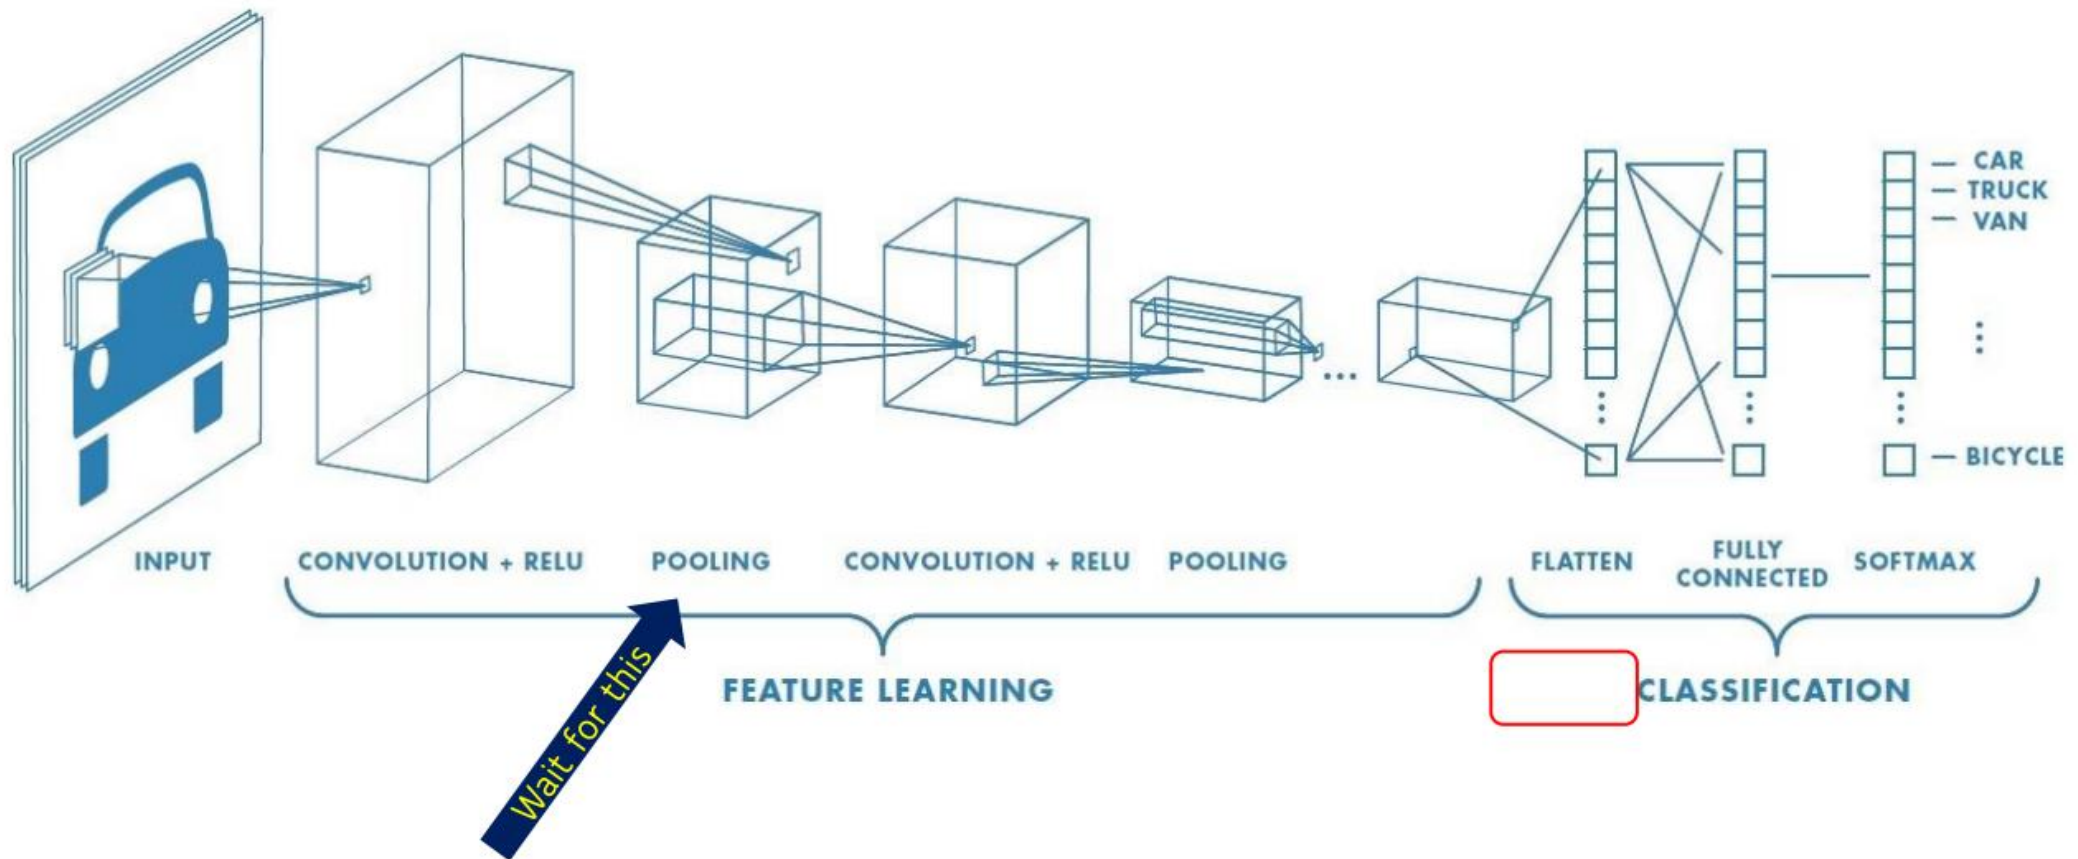 CAR
TRUCK
VAN
BICYCLE
INPUT
CONVOLUTION + RELU
POOLING
CONVOLUTION + RELU
POOLING
FLATTEN
FULLY
CONNECTED
SOFTMAX
Wait for this
FEATURE LEARNING
CLASSIFICATION